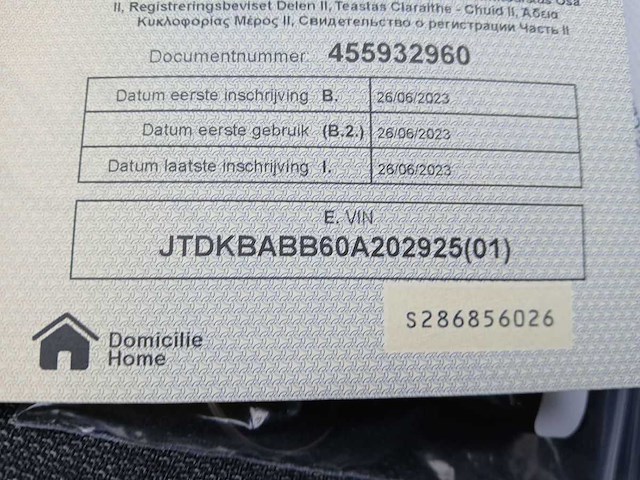 II, Registreringsbeviset Delen II, Teastas Claraithe - Chuid II, Άδεια
Κυκλοφορίας Μέρος II, Свидетельство о регистрации Часть II
Documentnummer: 455932960
Datum eerste inschrijving B. 26/06/2023
Datum eerste gebruik (B.2.) 26/06/2023
Datum laatste inschrijving I. 26/06/2023
E. VIN
JTDKBABB60A202925(01)
S286856026
Domicilie
Home